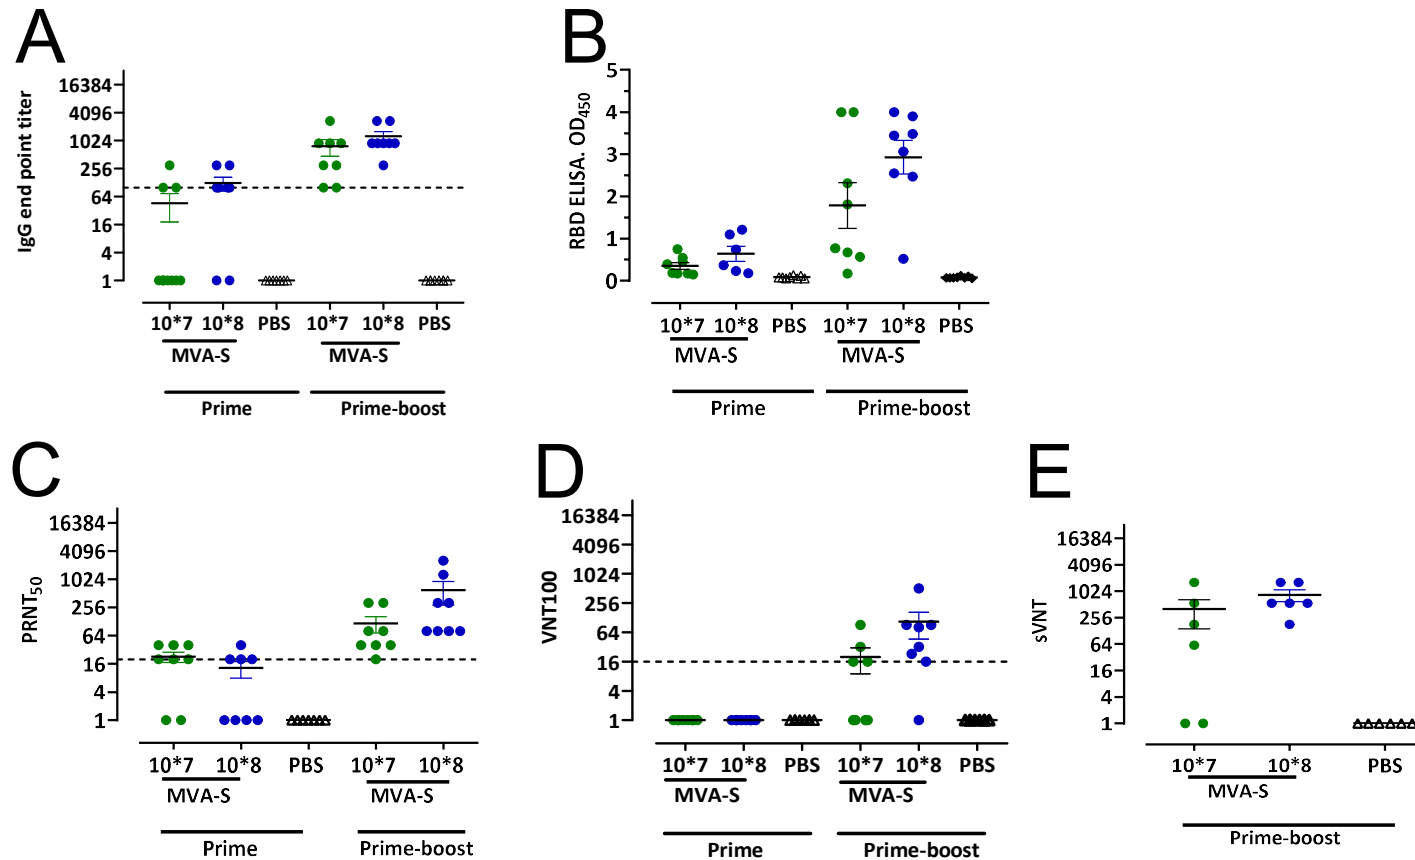 A
IgG end point titer
16384
4096
1024
256
64
16
4
1
10*7 10*8 PBS 10*7 10*8 PBS
MVA-S MVA-S
Prime Prime-boost
B
RBD ELISA. OD450
5
4
3
2
1
0
10*7 10*8 PBS 10*7 10*8 PBS
MVA-S MVA-S
Prime Prime-boost
C
PRNT50
16384
4096
1024
256
64
16
4
1
10*7 10*8 PBS 10*7 10*8
MVA-S MVA-S
Prime Prime-boost
D
VNT100
16384
4096
1024
256
64
16
4
1
10*7 10*8 PBS 10*7 10*8 PBS
MVA-S MVA-S
Prime Prime-boost
E
sVNT
16384
4096
1024
256
64
16
4
1
10*7 10*8 PBS
MVA-S
Prime-boost